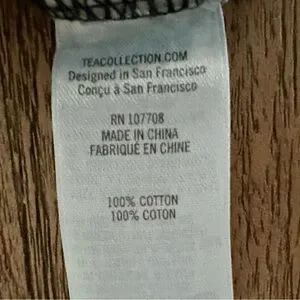 TEACOLLECTION.COM
Designed in San Francisco
Conçu à San Francisco
RN 107708
MADE IN CHINA
FABRIQUÉ EN CHINE
100% COTTON
100% COTON